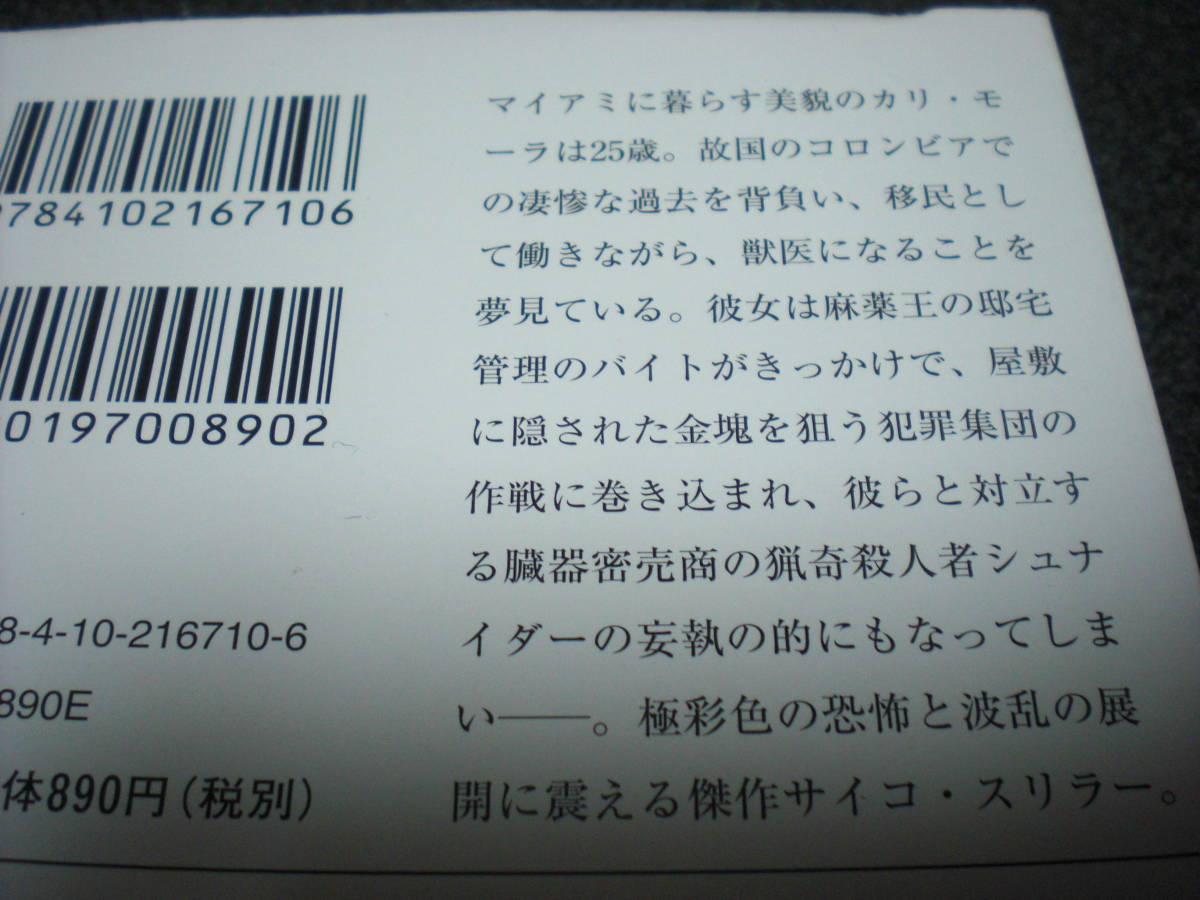 9784102167106
0197008902
8-4-10-216710-6
890E
体890円(税別)
マイアミに暮らす美貌のカリ・モ
ーラは25歳。故国のコロンビアで
の凄惨な過去を背負い、移民とし
て働きながら、獣医になることを
夢見ている。彼女は麻薬王の邸宅
管理のバイトがきっかけで、屋敷
に隠された金塊を狙う犯罪集団の
作戦に巻き込まれ、彼らと対立す
る臓器密売商の猟奇殺人者シュナ
イダーの妄執の的にもなってしま
い――。極彩色の恐怖と波乱の展
開に震える傑作サイコ・スリラー。